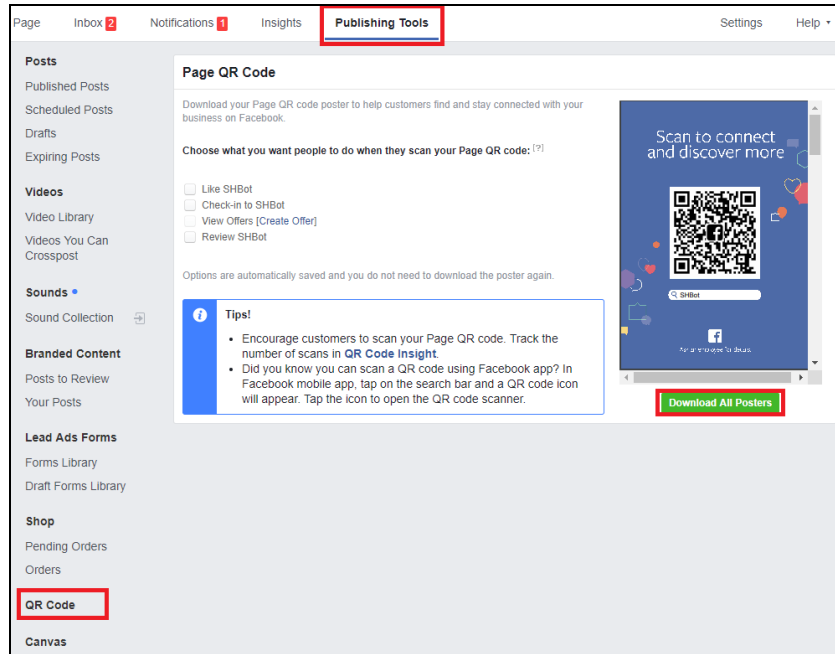 Page Inbox 2 Notifications 1 Insights Publishing Tools Settings Help
Posts
Published Posts
Scheduled Posts
Drafts
Expiring Posts
Videos
Video Library
Videos You Can
Crosspost
Sounds
Sound Collection
Branded Content
Posts to Review
Your Posts
Lead Ads Forms
Forms Library
Draft Forms Library
Shop
Pending Orders
Orders
QR Code
Canvas
Page QR Code
Download your Page QR code poster to help customers find and stay connected with your
business on Facebook.
Choose what you want people to do when they scan your Page QR code: [?]
Like SHBot
Check-in to SHBot
View Offers [Create Offer]
Review SHBot
Options are automatically saved and you do not need to download the poster again.
i
Tips!
• Encourage customers to scan your Page QR code. Track the
number of scans in QR Code Insight.
• Did you know you can scan a QR code using Facebook app? In
Facebook mobile app, tap on the search bar and a QR code icon
will appear. Tap the icon to open the QR code scanner.
Scan to connect
and discover more
SHBot
for details.
Download All Posters